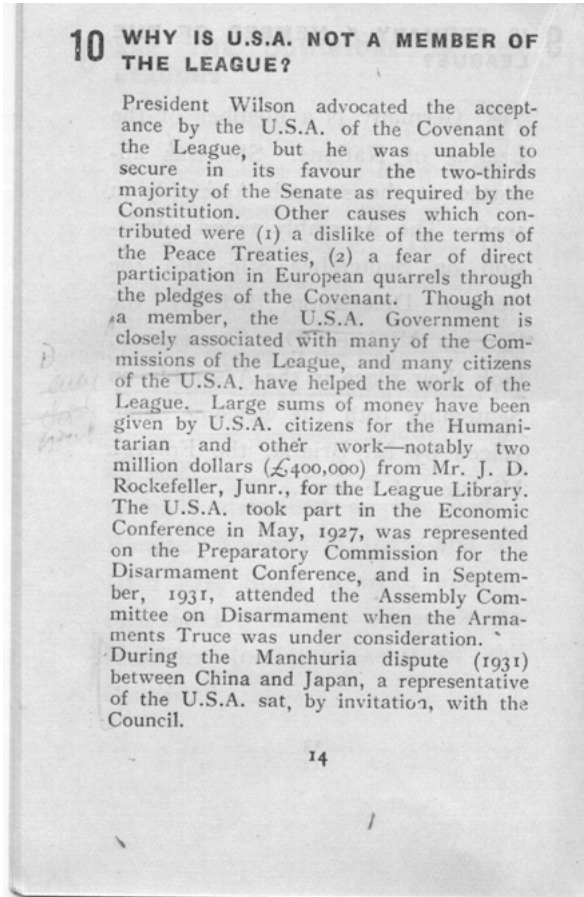 10 WHY IS U.S.A. NOT A MEMBER OF
THE LEAGUE?
President Wilson advocated the accept-
ance by the U.S.A. of the Covenant of
the League, but he was unable to
secure in its favour the two-thirds
majority of the Senate as required by the
Constitution. Other causes which con-
tributed were (1) a dislike of the terms of
the Peace Treaties, (2) a fear of direct
participation in European quarrels through
the pledges of the Covenant. Though not
a member, the U.S.A. Government is
closely associated with many of the Com-
missions of the League, and many citizens
of the U.S.A. have helped the work of the
League. Large sums of money have been
given by U.S.A. citizens for the Humani-
tarian and other work—notably two
million dollars (£400,000) from Mr. J. D.
Rockefeller, Junr., for the League Library.
The U.S.A. took part in the Economic
Conference in May, 1927, was represented
on the Preparatory Commission for the
Disarmament Conference, and in Septem-
ber, 1931, attended the Assembly Com-
mittee on Disarmament when the Arma-
ments Truce was under consideration.
During the Manchuria dispute (1931)
between China and Japan, a representative
of the U.S.A. sat, by invitation, with the
Council.
14